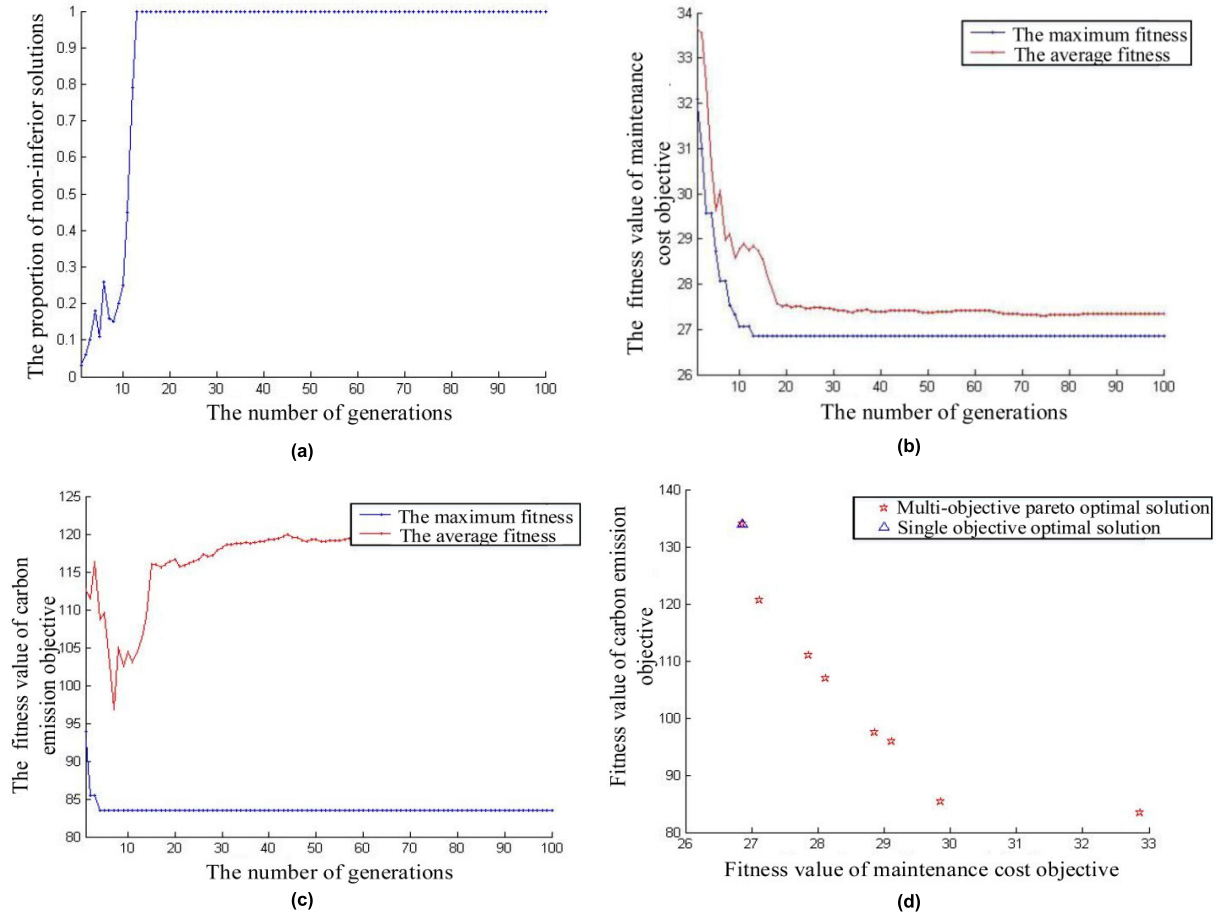 1
0.9
0.8
0.7
0.6
0.5
0.4
0.3
0.2
0.1
0
The proportion of non-inferior solutions
10 20 30 40 50 60 70 80 90 100
The number of generations
(a)
34
33
32
31
30
29
28
27
26
The fitness value of maintenance
cost objective
The maximum fitness
The average fitness
10 20 30 40 50 60 70 80 90 100
The number of generations
(b)
125
120
115
110
105
100
95
90
85
80
The fitness value of carbon
emission objective
The maximum fitness
The average fitness
10 20 30 40 50 60 70 80 90 100
The number of generations
(c)
140
130
120
110
100
90
80
Fitness value of carbon emission
objective
Multi-objective pareto optimal solution
Single objective optimal solution
26 27 28 29 30 31 32 33
Fitness value of maintenance cost objective
(d)